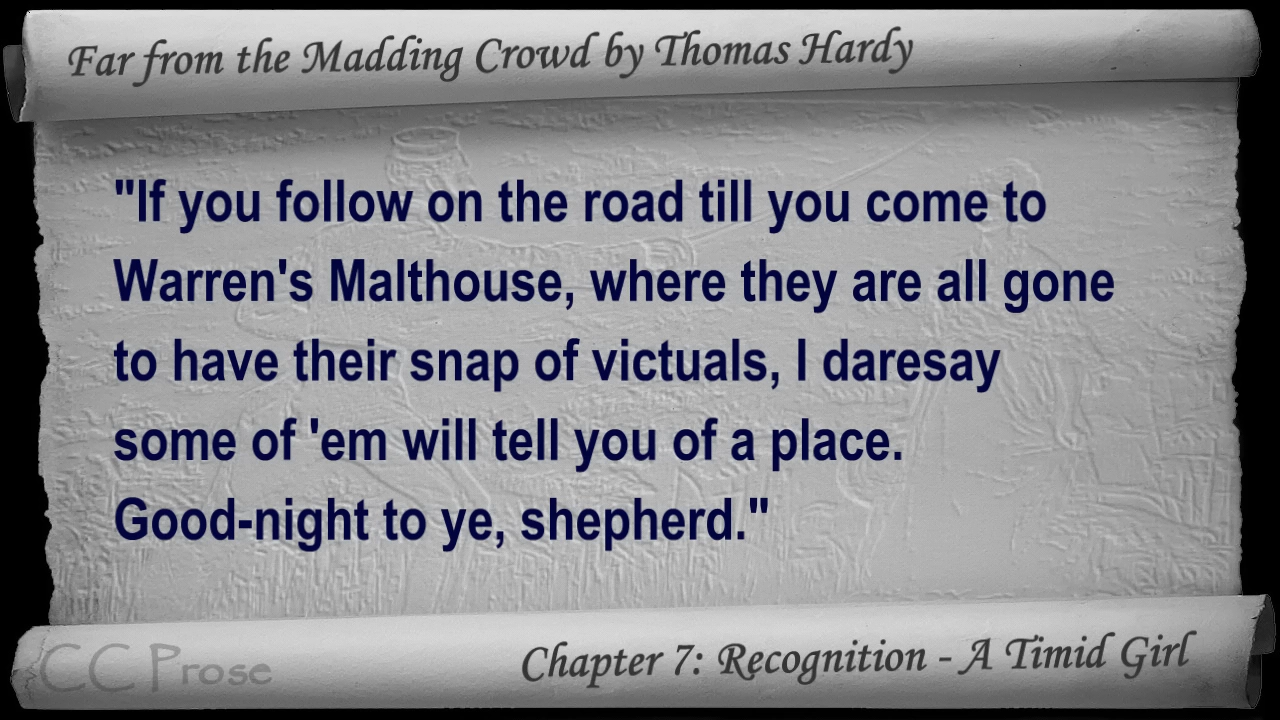 Far from the Madding Crowd by Thomas Hardy
"If you follow on the road till you come to
Warren's Malthouse, where they are all gone
to have their snap of victuals, I daresay
some of 'em will tell you of a place.
Good-night to ye, shepherd."
CC Prose
Chapter 7: Recognition - A Timid Girl